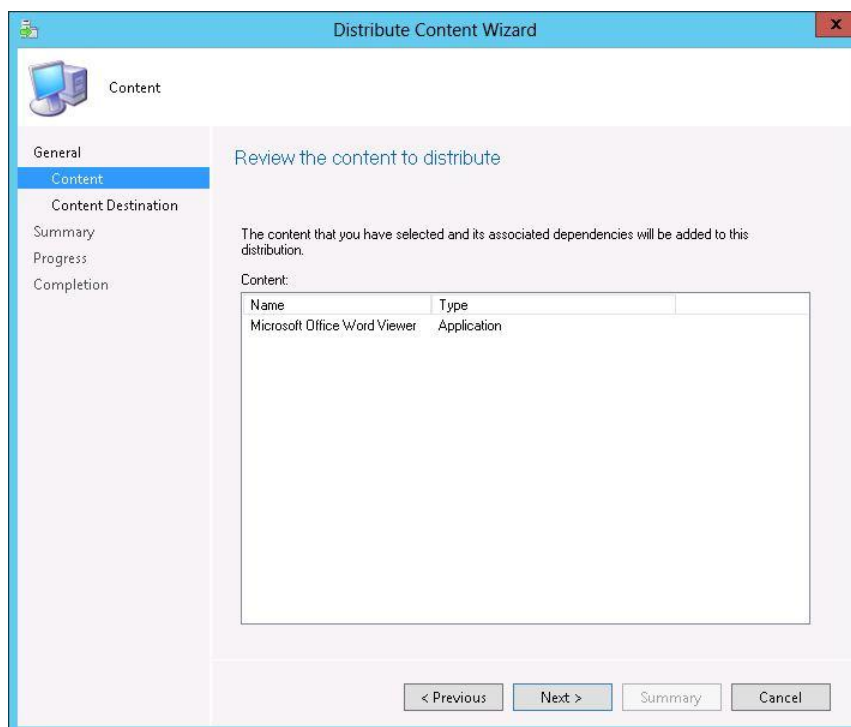 Distribute Content Wizard
x
Content
General
Content
Content Destination
Summary
Progress
Completion
Review the content to distribute
The content that you have selected and its associated dependencies will be added to this
distribution.
Content:
Name Type
Microsoft Office Word Viewer Application
< Previous Next > Summary Cancel